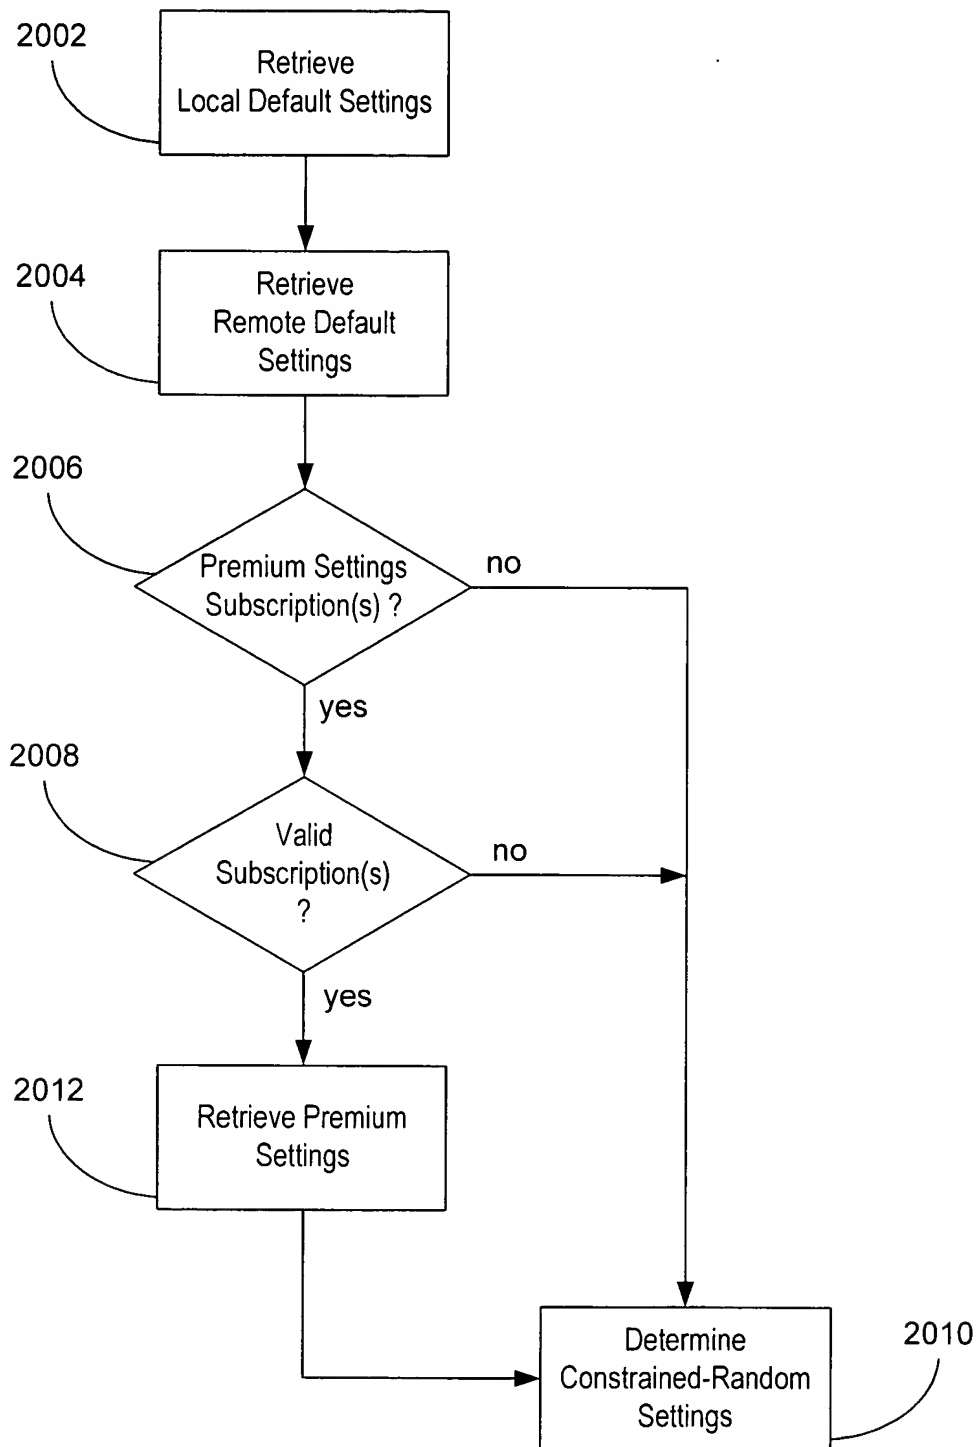 2002
Retrieve
Local Default Settings
2004
Retrieve
Remote Default
Settings
2006
Premium Settings
Subscription(s) ?
no
yes
2008
Valid
Subscription(s)
?
no
yes
2012
Retrieve Premium
Settings
Determine
Constrained-Random
Settings
2010